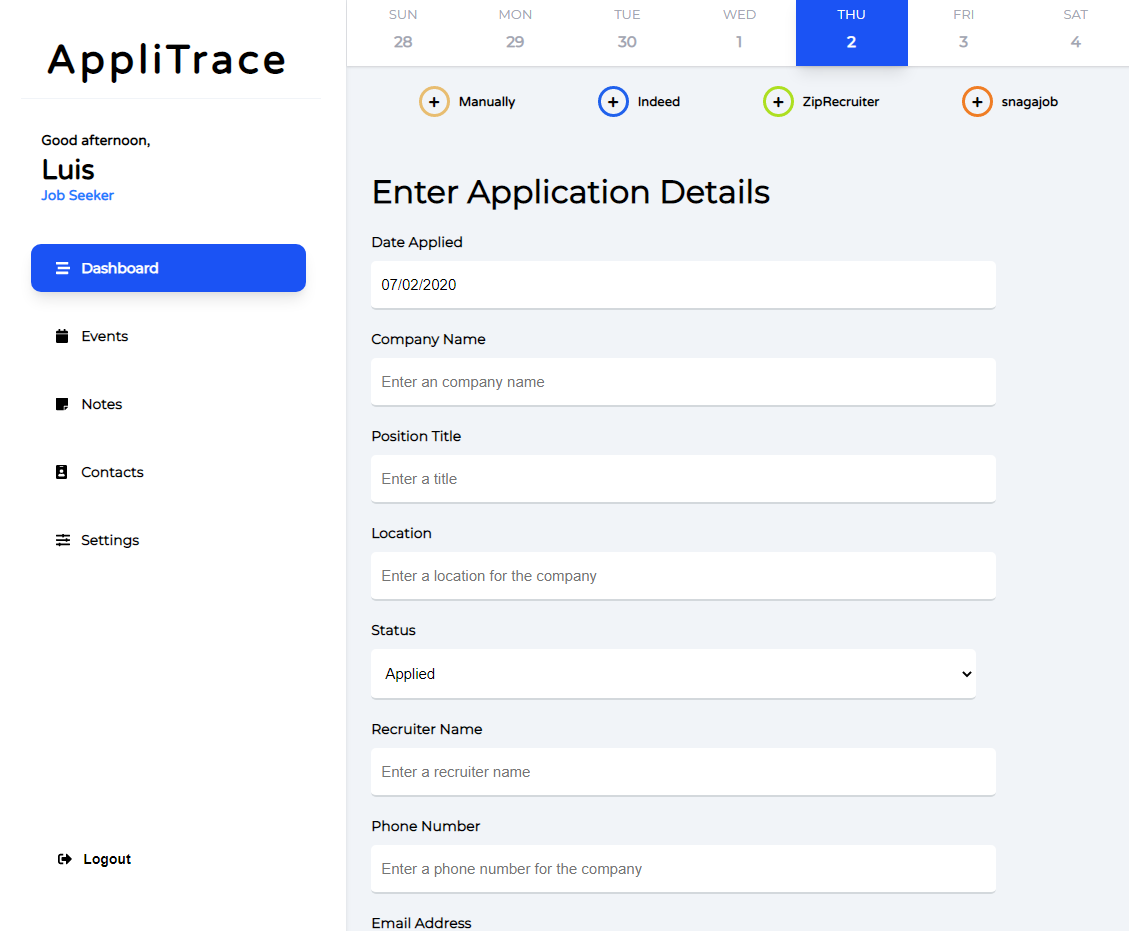 AppliTrace
Good afternoon,
Luis
Job Seeker
Dashboard
Events
Notes
Contacts
Settings
Logout
SUN MON TUE WED THU FRI SAT
28 29 30 1 2 3 4
+ Manually + Indeed + ZipRecruiter + snagajob
Enter Application Details
Date Applied
07/02/2020
Company Name
Enter an company name
Position Title
Enter a title
Location
Enter a location for the company
Status
Applied
Recruiter Name
Enter a recruiter name
Phone Number
Enter a phone number for the company
Email Address